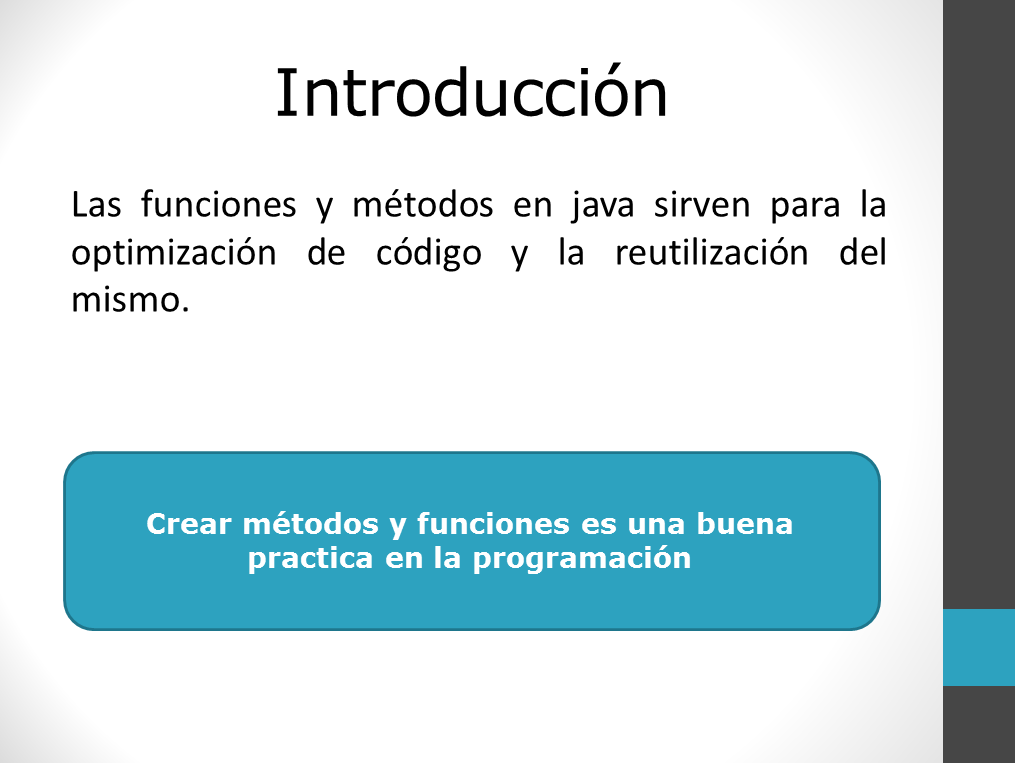 Introducción
Las funciones y métodos en java sirven para la
optimización de código y la reutilización del
mismo.
Crear métodos y funciones es una buena
practica en la programación